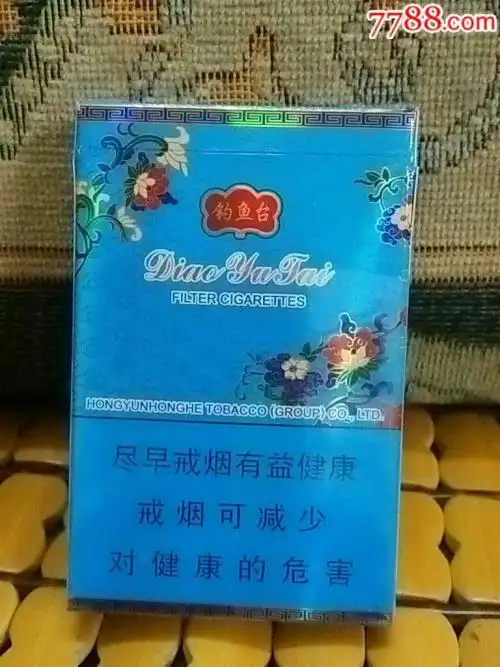 7788.com
钓鱼台
Diao Yu Tai
FILTER CIGARETTES
HONGYUNHONGHE TOBACCO (GROUP) CO., LTD.
尽早戒烟有益健康
戒烟可减少
对健康的危害